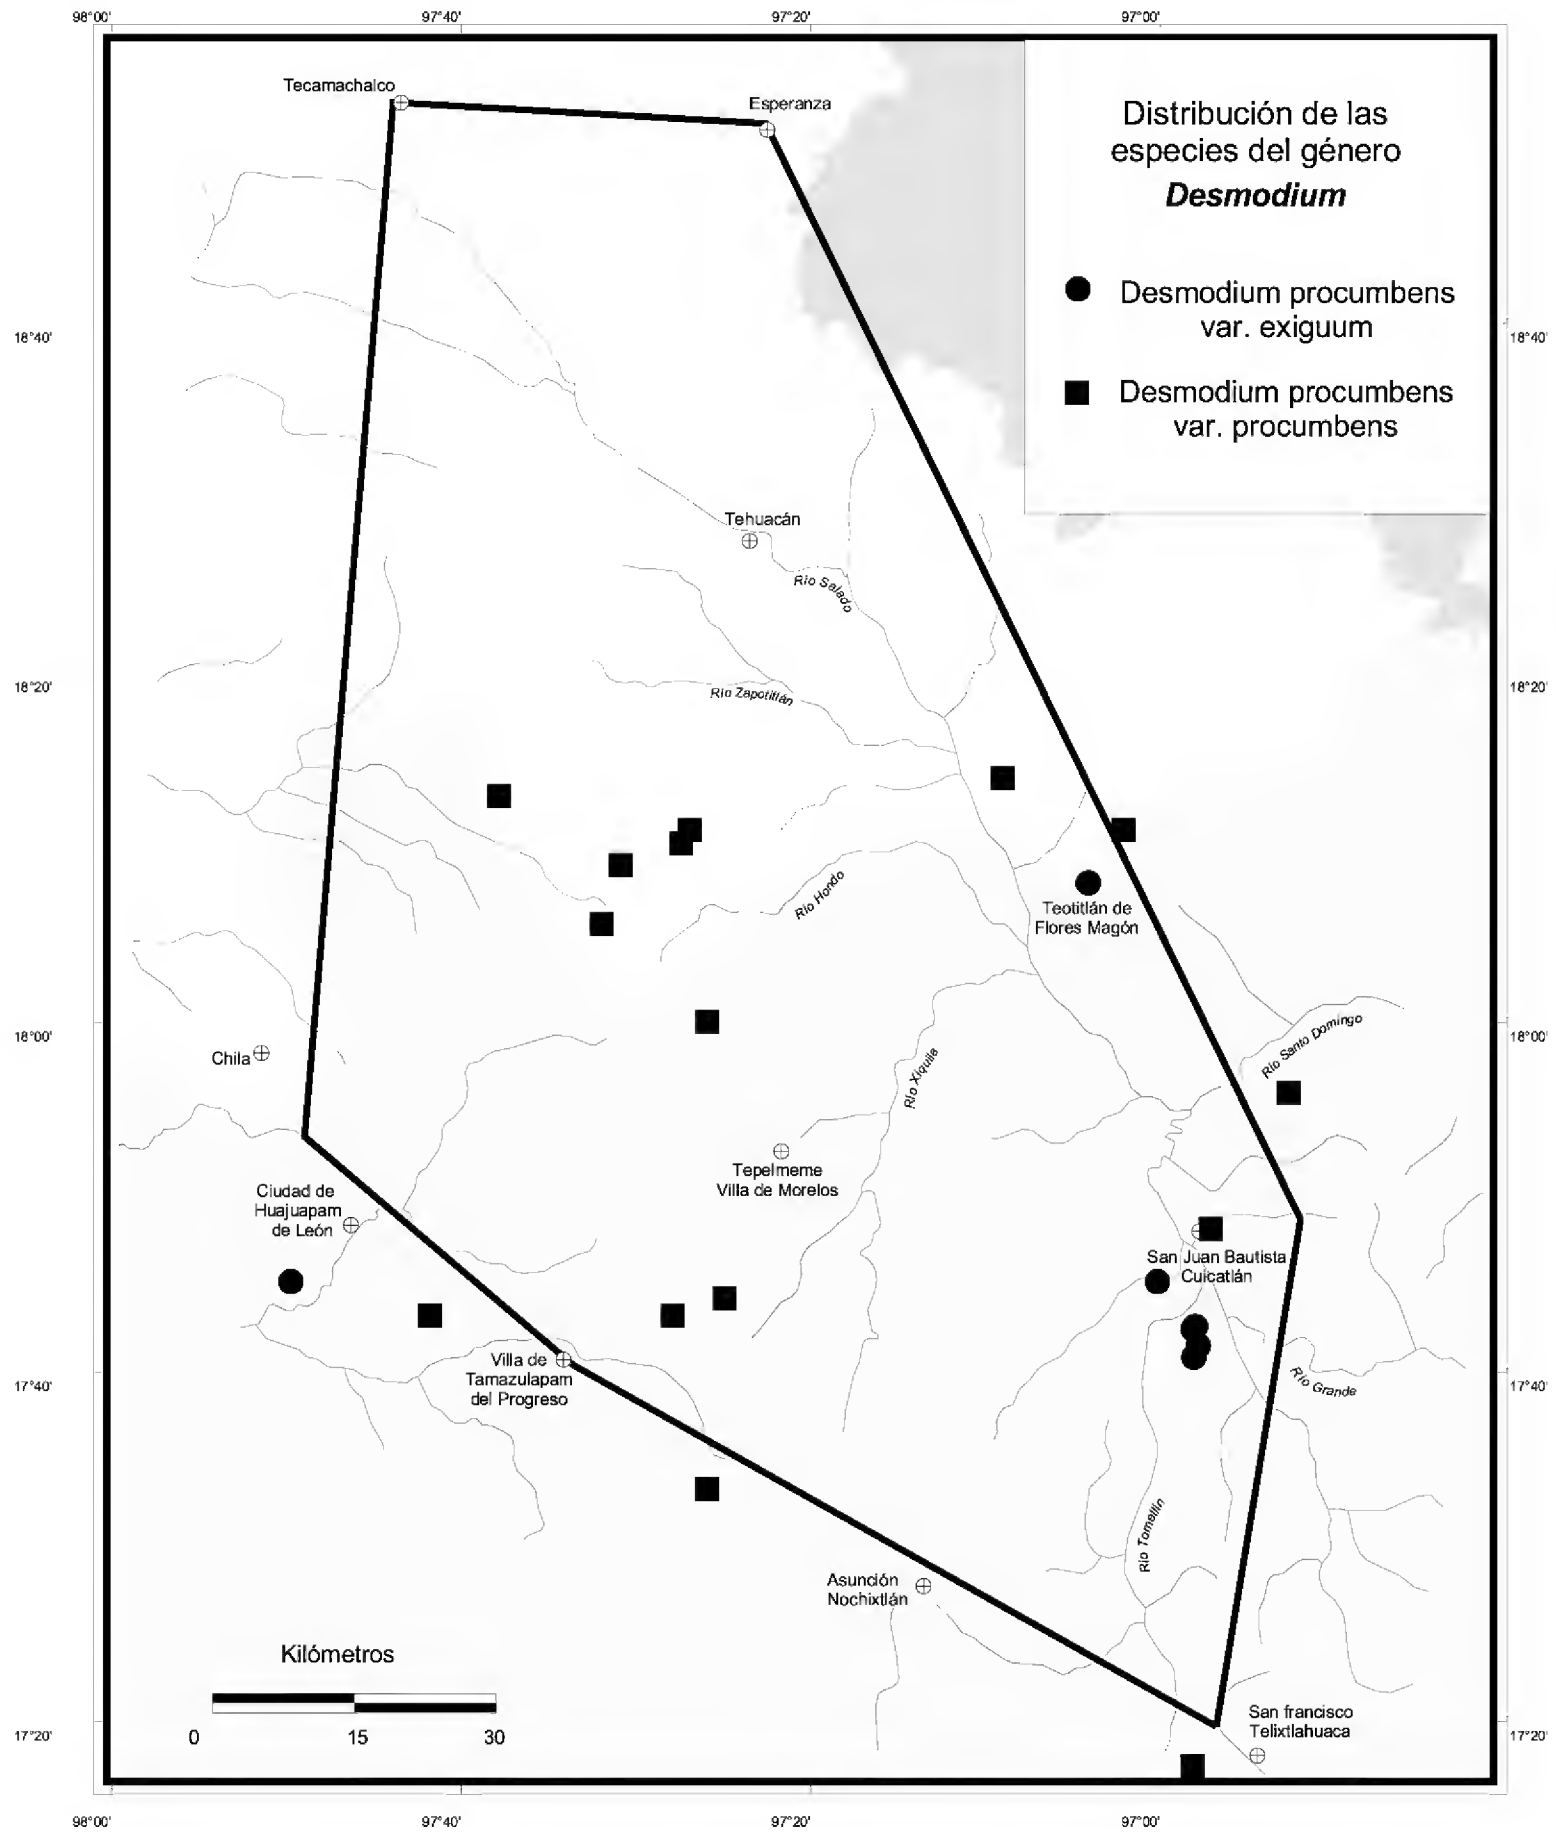 98°00'
97°40'
97°20'
97°00'
Tecamachalco
Esperanza
Distribución de las
especies del género
Desmodium
Desmodium procumbens
var. exiguum
Desmodium procumbens
var. procumbens
18°40'
18°40'
Tehuacán
Río Salado
18°20'
18°20'
Río Zapotitlán
Río Hondo
Teotitlán de
Flores Magón
18°00'
18°00'
Chila
Río Santo Domingo
Río Xiquila
Tepelmeme
Villa de Morelos
Ciudad de
Huajuapam
de León
San Juan Bautista
Cuicatlán
Villa de
Tamazulapam
del Progreso
17°40'
17°40'
Río Grande
Río Tomellín
Asunción
Nochixtlán
Kilómetros
0 15 30
San francisco
Telixtlahuaca
17°20'
17°20'
98°00'
97°40'
97°20'
97°00'